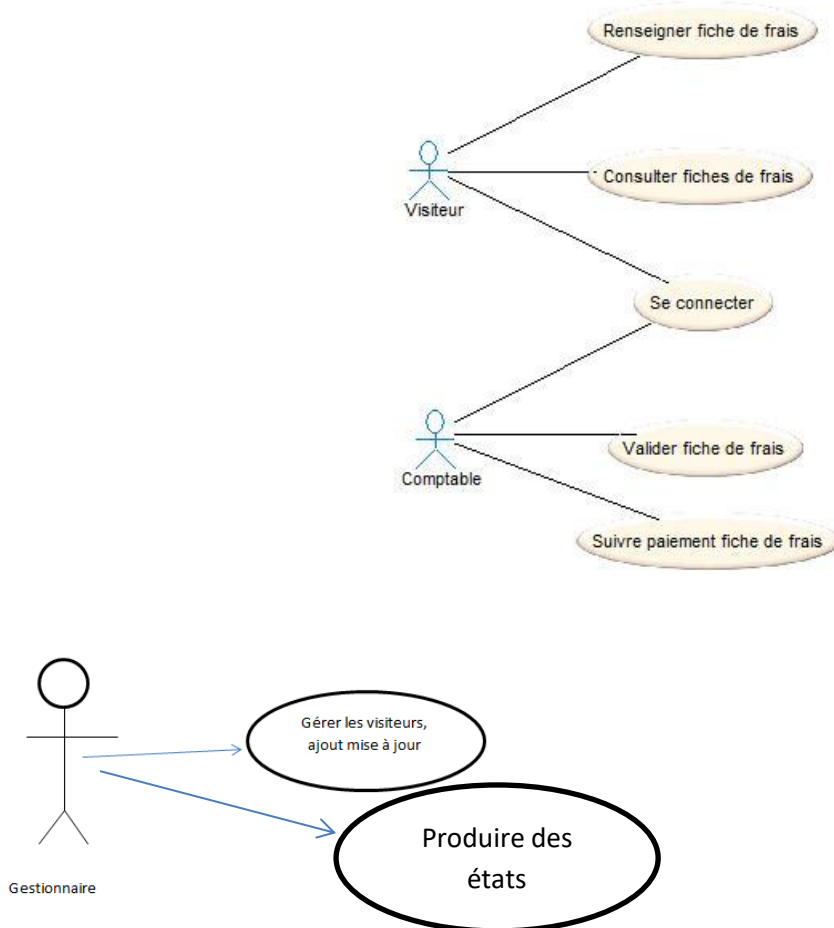 Renseigner fiche de frais
Consulter fiches de frais
Visiteur
Se connecter
Valider fiche de frais
Comptable
Suivre paiement fiche de frais
Gérer les visiteurs,
ajout mise à jour
Produire des
états
Gestionnaire